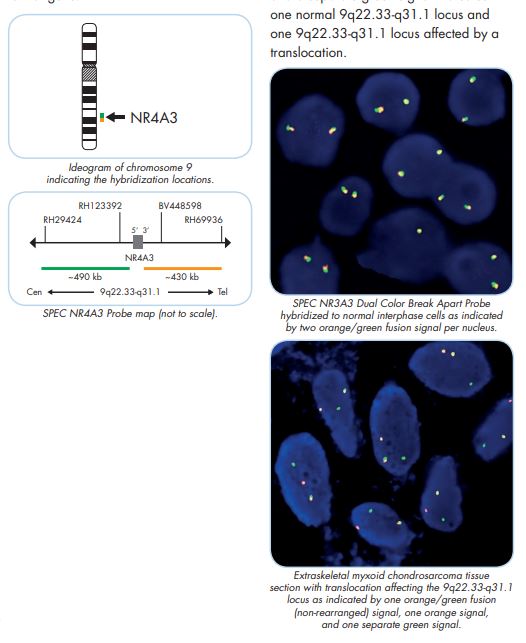 one normal 9q22.33-q31.1 locus and
one 9q22.33-q31.1 locus affected by a
translocation.
NR4A3
Ideogram of chromosome 9
indicating the hybridization locations.
RH123392 BV448598
RH29424 RH69936
5' 3'
NR4A3
~490 kb ~430 kb
Cen 9q22.33-q31.1 Tel
SPEC NR4A3 Probe map (not to scale).
SPEC NR3A3 Dual Color Break Apart Probe
hybridized to normal interphase cells as indicated
by two orange/green fusion signal per nucleus.
Extraskeletal myxoid chondrosarcoma tissue
section with translocation affecting the 9q22.33-q31.1
locus as indicated by one orange/green fusion
(non-rearranged) signal, one orange signal,
and one separate green signal.